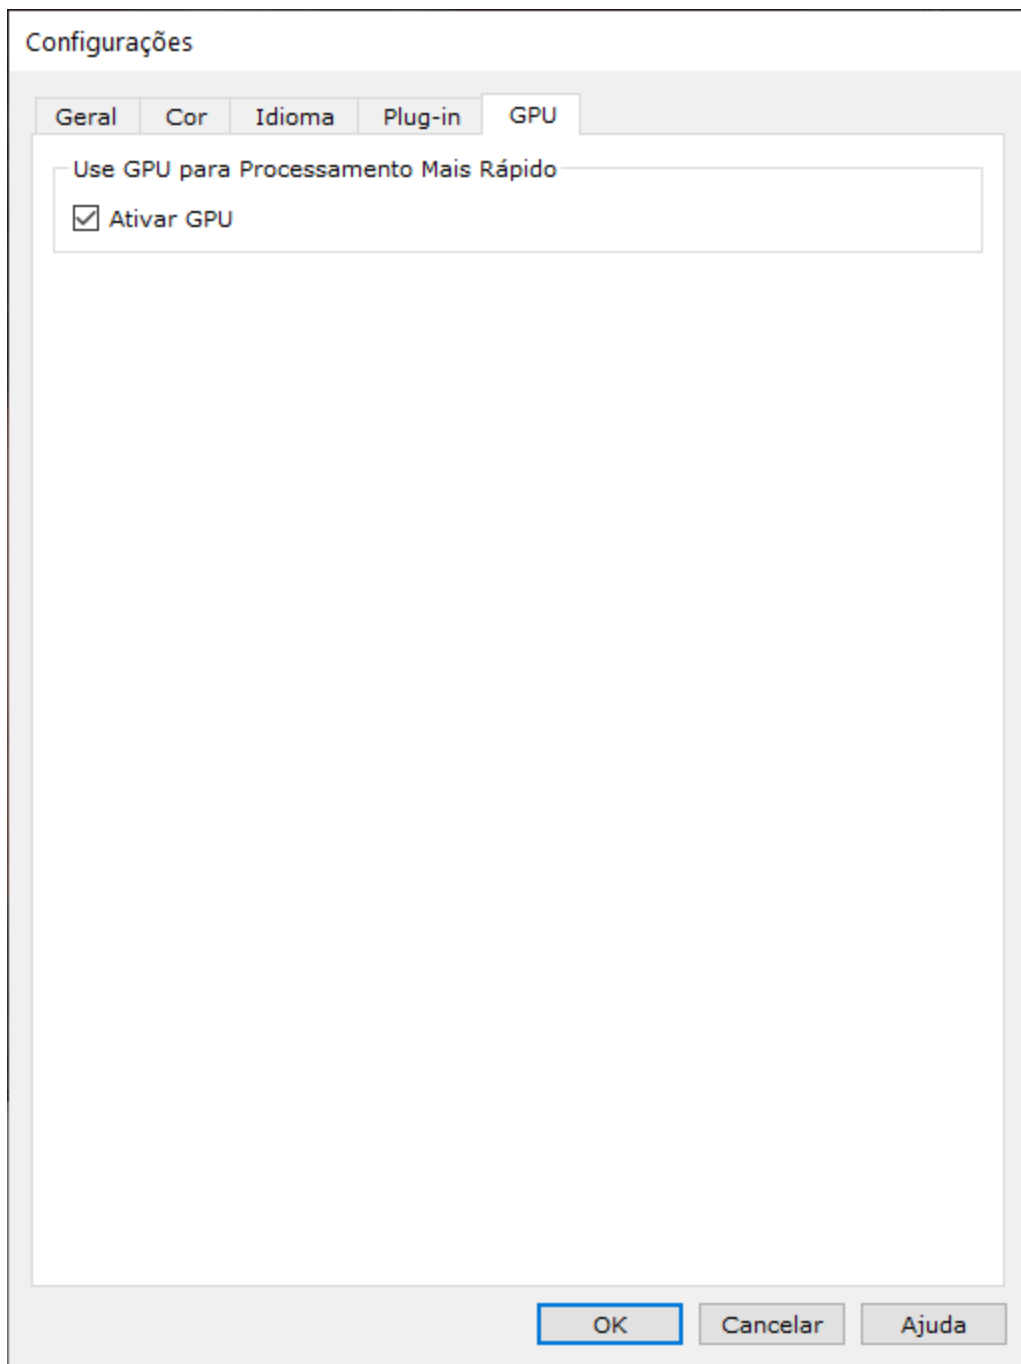 Configurações
Geral Cor Idioma Plug-in GPU
Use GPU para Processamento Mais Rápido
Ativar GPU
OK Cancelar Ajuda